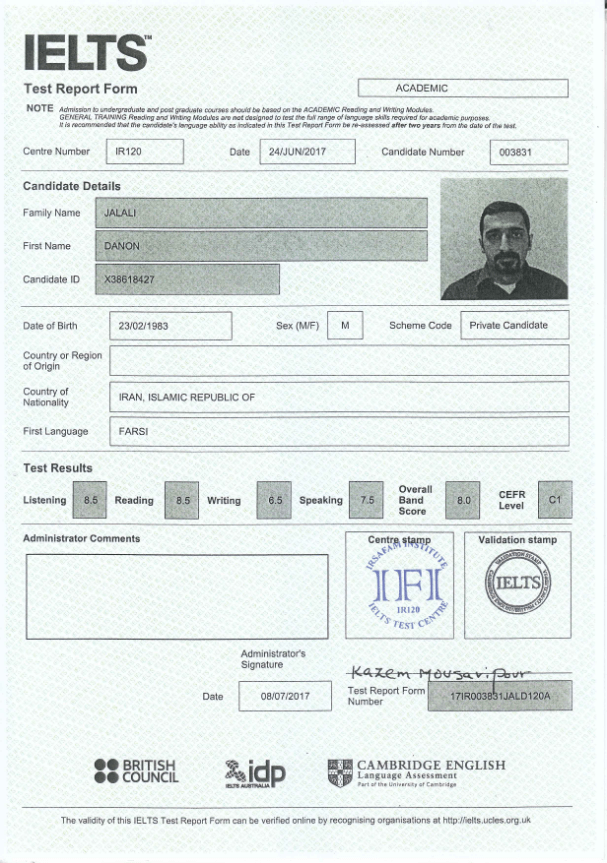 IELTS™
Test Report Form
ACADEMIC
NOTE Admission to undergraduate and post graduate courses should be based on the ACADEMIC Reading and Writing Modules.
GENERAL TRAINING Reading and Writing Modules are not designed to test the full range of language skills required for academic purposes.
It is recommended that the candidate's language ability as indicated in this Test Report Form be re-assessed after two years from the date of the test.
Centre Number IR120 Date 24/JUN/2017 Candidate Number 003831
Candidate Details
Family Name JALALI
First Name DANON
Candidate ID X38618427
Date of Birth 23/02/1983 Sex (M/F) M Scheme Code Private Candidate
Country or Region
of Origin
Country of
Nationality IRAN, ISLAMIC REPUBLIC OF
First Language FARSI
Test Results
Listening 8.5 Reading 8.5 Writing 6.5 Speaking 7.5 Overall Band Score 8.0 CEFR Level C1
Administrator Comments
Centre stamp
IRSAFAM INSTITUTE
IFI
IR120
IELTS TEST CENTRE
Validation stamp
VALIDATION STAMP
IELTS
Administrator's
Signature
Kazem Mousavipour
Date 08/07/2017
Test Report Form
Number 17IR003831JALD120A
BRITISH
COUNCIL
idp
IELTS AUSTRALIA
CAMBRIDGE ENGLISH
Language Assessment
Part of the University of Cambridge
The validity of this IELTS Test Report Form can be verified online by recognising organisations at http://ielts.ucles.org.uk